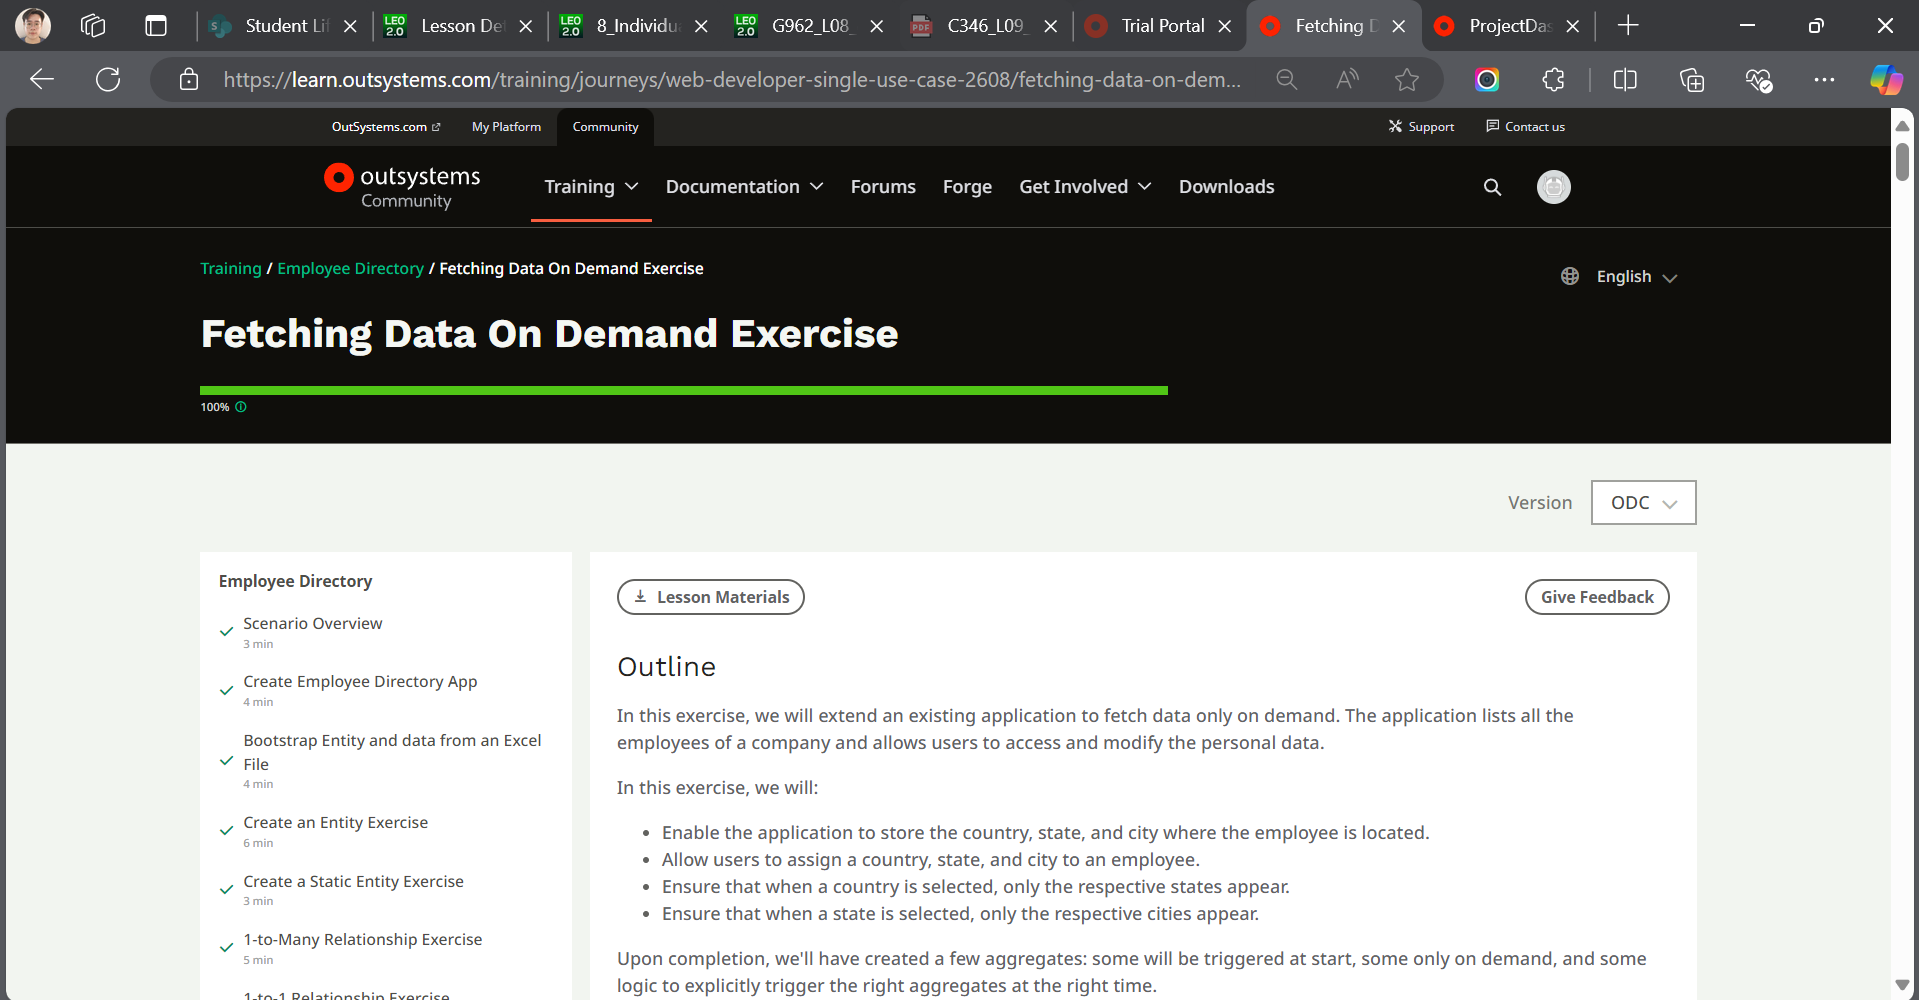 Student Lif
Lesson De
8_Individu
G962_L08_
C346_L09_
Trial Portal
Fetching D
ProjectDas
https://learn.outsystems.com/training/journeys/web-developer-single-use-case-2608/fetching-data-on-dem...
OutSystems.com
My Platform
Community
Support
Contact us
outsystems
Community
Training
Documentation
Forums
Forge
Get Involved
Downloads
Training / Employee Directory / Fetching Data On Demand Exercise
English
Fetching Data On Demand Exercise
100%
Version
ODC
Employee Directory
Scenario Overview
3 min
Create Employee Directory App
4 min
Bootstrap Entity and data from an Excel
File
4 min
Create an Entity Exercise
6 min
Create a Static Entity Exercise
3 min
1-to-Many Relationship Exercise
5 min
1-to-1 Relationship Exercise
Lesson Materials
Give Feedback
Outline
In this exercise, we will extend an existing application to fetch data only on demand. The application lists all the
employees of a company and allows users to access and modify the personal data.
In this exercise, we will:
• Enable the application to store the country, state, and city where the employee is located.
• Allow users to assign a country, state, and city to an employee.
• Ensure that when a country is selected, only the respective states appear.
• Ensure that when a state is selected, only the respective cities appear.
Upon completion, we'll have created a few aggregates: some will be triggered at start, some only on demand, and some
logic to explicitly trigger the right aggregates at the right time.